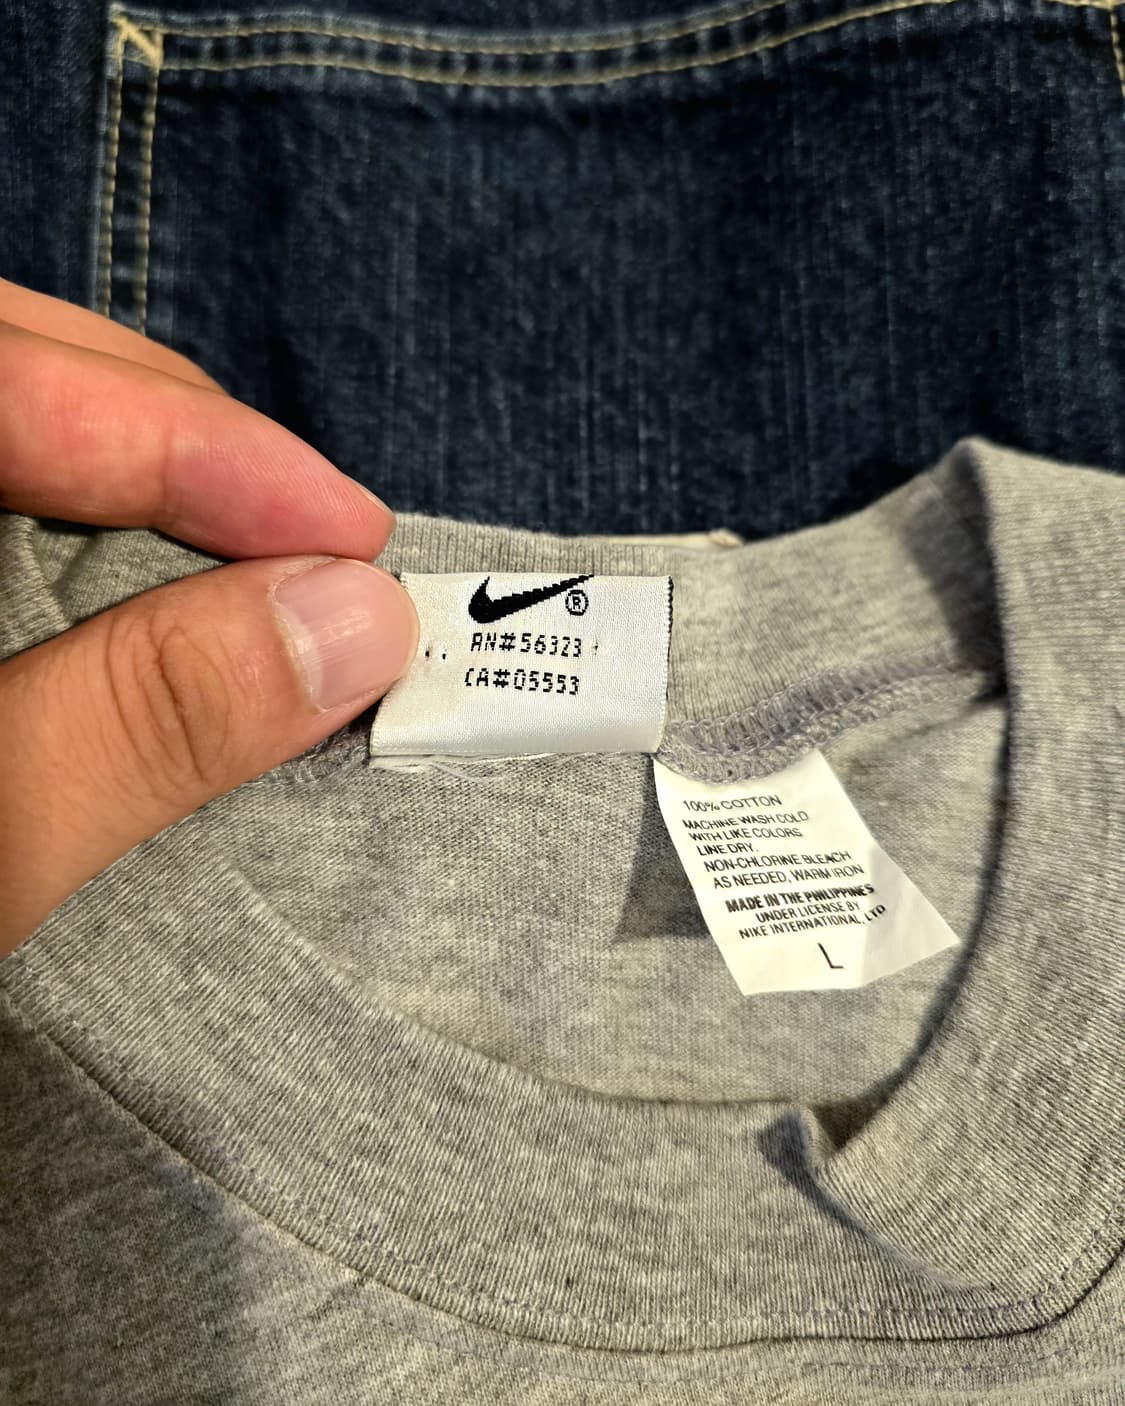 ®
AN#56323
CA#05553
100% COTTON
MACHINE WASH COLD
WITH LIKE COLORS
LINE DRY.
NON-CHLORINE BLEACH
AS NEEDED, WARM IRON
MADE IN THE PHILIPPINES
UNDER LICENSE BY
NIKE INTERNATIONAL, LTD
L